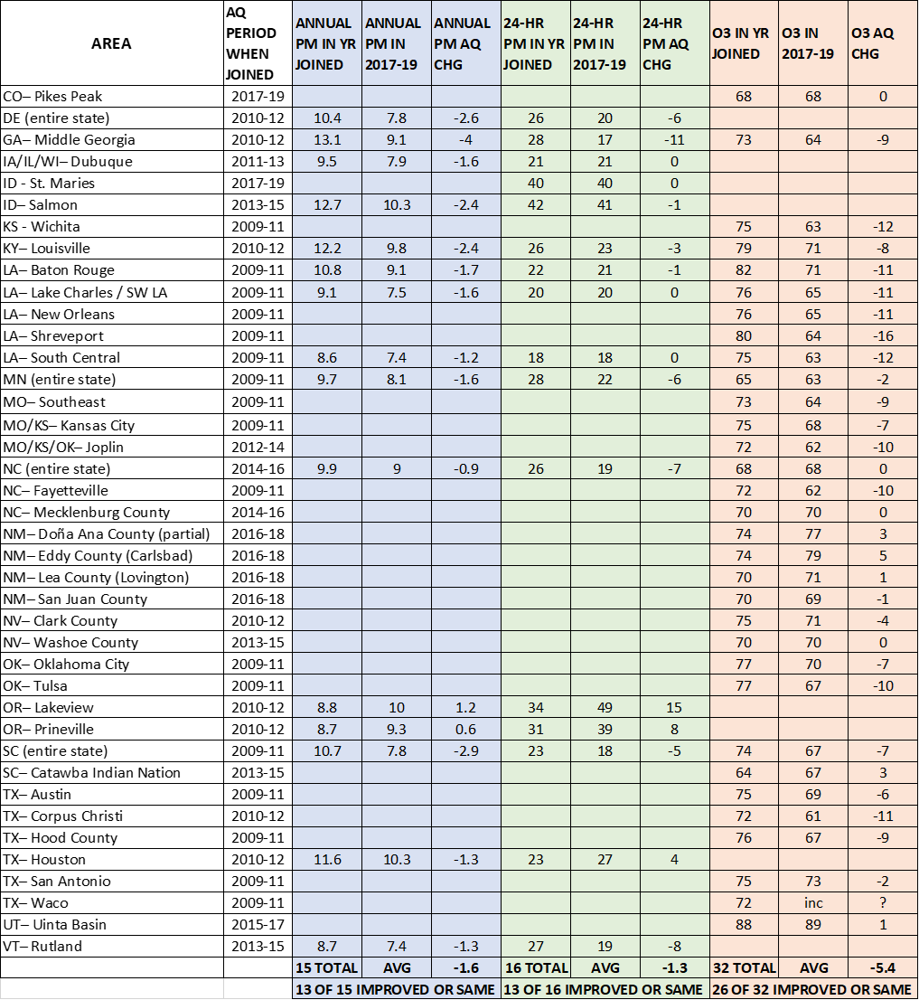 AREA AQ PERIOD WHEN JOINED ANNUAL PM IN YR JOINED ANNUAL PM IN 2017-19 ANNUAL PM AQ CHG 24-HR PM IN YR JOINED 24-HR PM IN 2017-19 24-HR PM AQ CHG O3 IN YR JOINED O3 IN 2017-19 O3 AQ CHG
CO– Pikes Peak 2017-19 68 68 0
DE (entire state) 2010-12 10.4 7.8 -2.6 26 20 -6
GA– Middle Georgia 2010-12 13.1 9.1 -4 28 17 -11 73 64 -9
IA/IL/WI– Dubuque 2011-13 9.5 7.9 -1.6 21 21 0
ID - St. Maries 2017-19 40 40 0
ID– Salmon 2013-15 12.7 10.3 -2.4 42 41 -1
KS - Wichita 2009-11 75 63 -12
KY– Louisville 2010-12 12.2 9.8 -2.4 26 23 -3 79 71 -8
LA– Baton Rouge 2009-11 10.8 9.1 -1.7 22 21 -1 82 71 -11
LA– Lake Charles / SW LA 2009-11 9.1 7.5 -1.6 20 20 0 76 65 -11
LA– New Orleans 2009-11 76 65 -11
LA– Shreveport 2009-11 80 64 -16
LA– South Central 2009-11 8.6 7.4 -1.2 18 18 0 75 63 -12
MN (entire state) 2009-11 9.7 8.1 -1.6 28 22 -6 65 63 -2
MO– Southeast 2009-11 73 64 -9
MO/KS– Kansas City 2009-11 75 68 -7
MO/KS/OK– Joplin 2012-14 72 62 -10
NC (entire state) 2014-16 9.9 9 -0.9 26 19 -7 68 68 0
NC– Fayetteville 2009-11 72 62 -10
NC– Mecklenburg County 2014-16 70 70 0
NM– Doña Ana County (partial) 2016-18 74 77 3
NM– Eddy County (Carlsbad) 2016-18 74 79 5
NM– Lea County (Lovington) 2016-18 70 71 1
NM– San Juan County 2016-18 70 69 -1
NV– Clark County 2010-12 75 71 -4
NV– Washoe County 2013-15 70 70 0
OK– Oklahoma City 2009-11 77 70 -7
OK– Tulsa 2009-11 77 67 -10
OR– Lakeview 2010-12 8.8 10 1.2 34 49 15
OR– Prineville 2010-12 8.7 9.3 0.6 31 39 8
SC (entire state) 2009-11 10.7 7.8 -2.9 23 18 -5 74 67 -7
SC– Catawba Indian Nation 2013-15 64 67 3
TX– Austin 2009-11 75 69 -6
TX– Corpus Christi 2010-12 72 61 -11
TX– Hood County 2009-11 76 67 -9
TX– Houston 2010-12 11.6 10.3 -1.3 23 27 4
TX– San Antonio 2009-11 75 73 -2
TX– Waco 2009-11 72 inc ?
UT– Uinta Basin 2015-17 88 89 1
VT– Rutland 2013-15 8.7 7.4 -1.3 27 19 -8
15 TOTAL AVG -1.6 16 TOTAL AVG -1.3 32 TOTAL AVG -5.4
13 OF 15 IMPROVED OR SAME 13 OF 16 IMPROVED OR SAME 26 OF 32 IMPROVED OR SAME